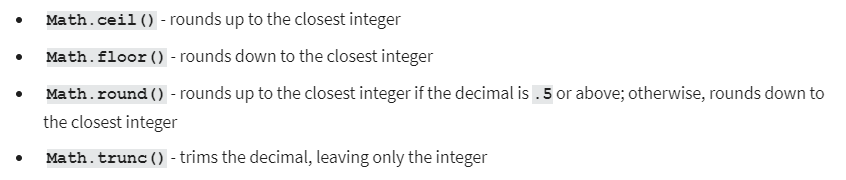 • Math.ceil() - rounds up to the closest integer
• Math.floor() - rounds down to the closest integer
• Math.round() - rounds up to the closest integer if the decimal is .5 or above; otherwise, rounds down to
the closest integer
• Math.trunc() - trims the decimal, leaving only the integer